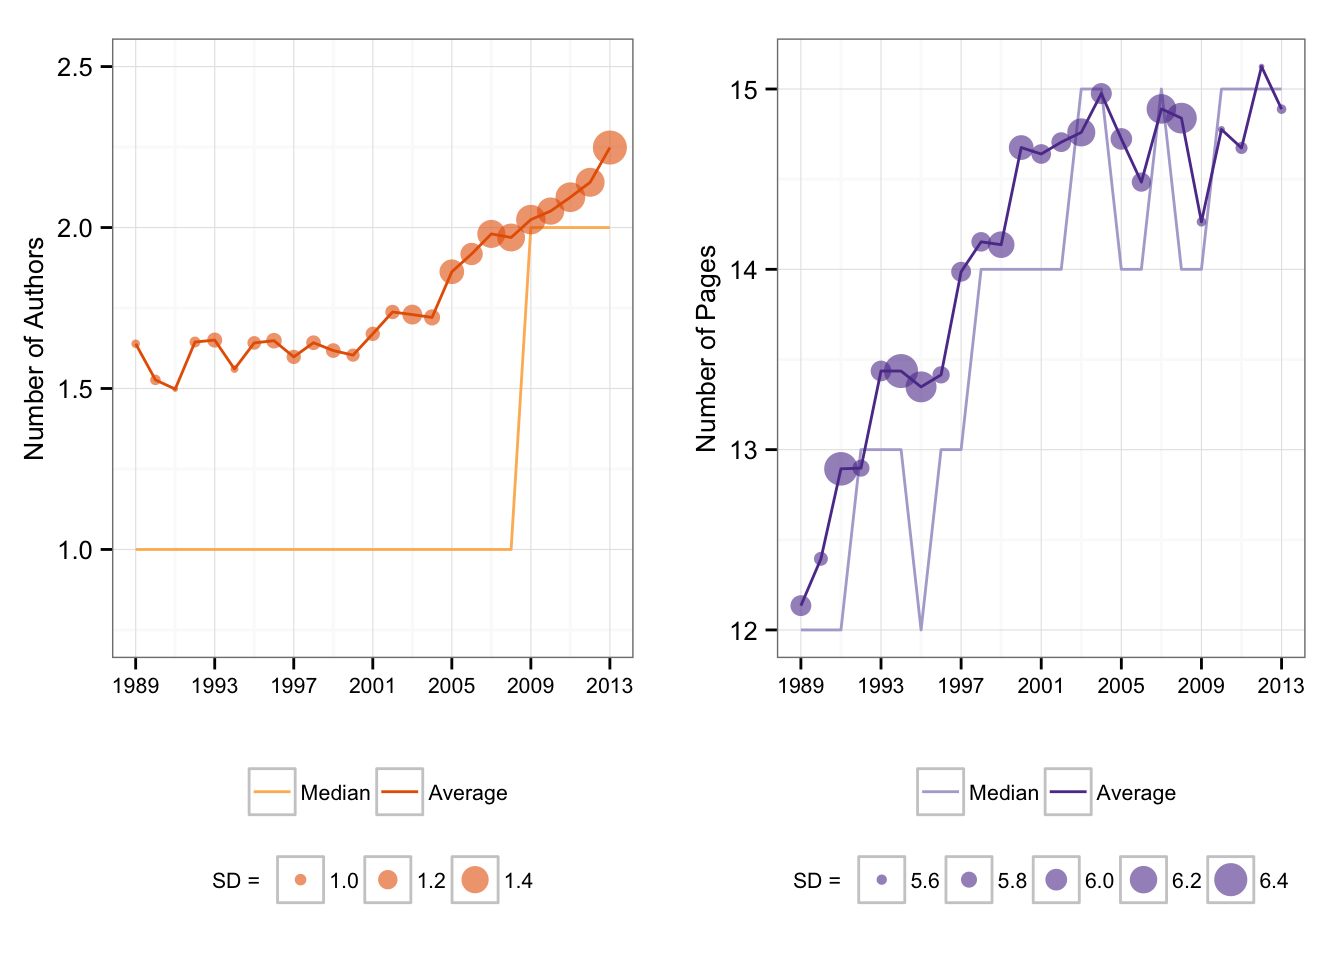 Number of Authors
2.5
2.0
1.5
1.0
1989 1993 1997 2001 2005 2009 2013
Median Average
SD = 1.0 1.2 1.4
Number of Pages
15
14
13
12
1989 1993 1997 2001 2005 2009 2013
Median Average
SD = 5.6 5.8 6.0 6.2 6.4